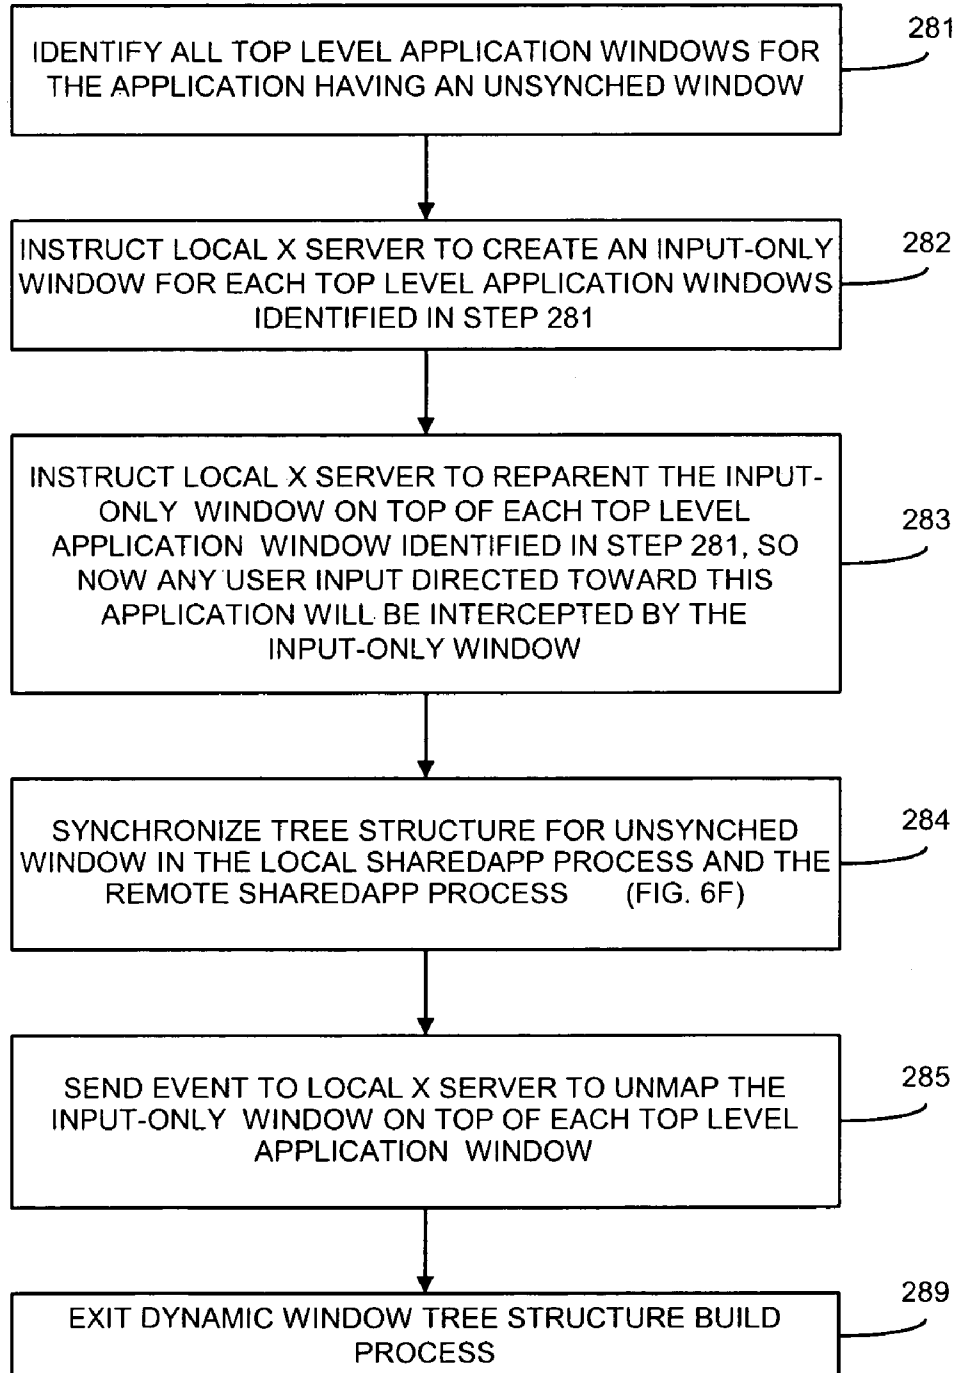 281
IDENTIFY ALL TOP LEVEL APPLICATION WINDOWS FOR
THE APPLICATION HAVING AN UNSYNCHED WINDOW
282
INSTRUCT LOCAL X SERVER TO CREATE AN INPUT-ONLY
WINDOW FOR EACH TOP LEVEL APPLICATION WINDOWS
IDENTIFIED IN STEP 281
283
INSTRUCT LOCAL X SERVER TO REPARENT THE INPUT-
ONLY WINDOW ON TOP OF EACH TOP LEVEL
APPLICATION WINDOW IDENTIFIED IN STEP 281, SO
NOW ANY USER INPUT DIRECTED TOWARD THIS
APPLICATION WILL BE INTERCEPTED BY THE
INPUT-ONLY WINDOW
284
SYNCHRONIZE TREE STRUCTURE FOR UNSYNCHED
WINDOW IN THE LOCAL SHAREDAPP PROCESS AND THE
REMOTE SHAREDAPP PROCESS (FIG. 6F)
285
SEND EVENT TO LOCAL X SERVER TO UNMAP THE
INPUT-ONLY WINDOW ON TOP OF EACH TOP LEVEL
APPLICATION WINDOW
289
EXIT DYNAMIC WINDOW TREE STRUCTURE BUILD
PROCESS